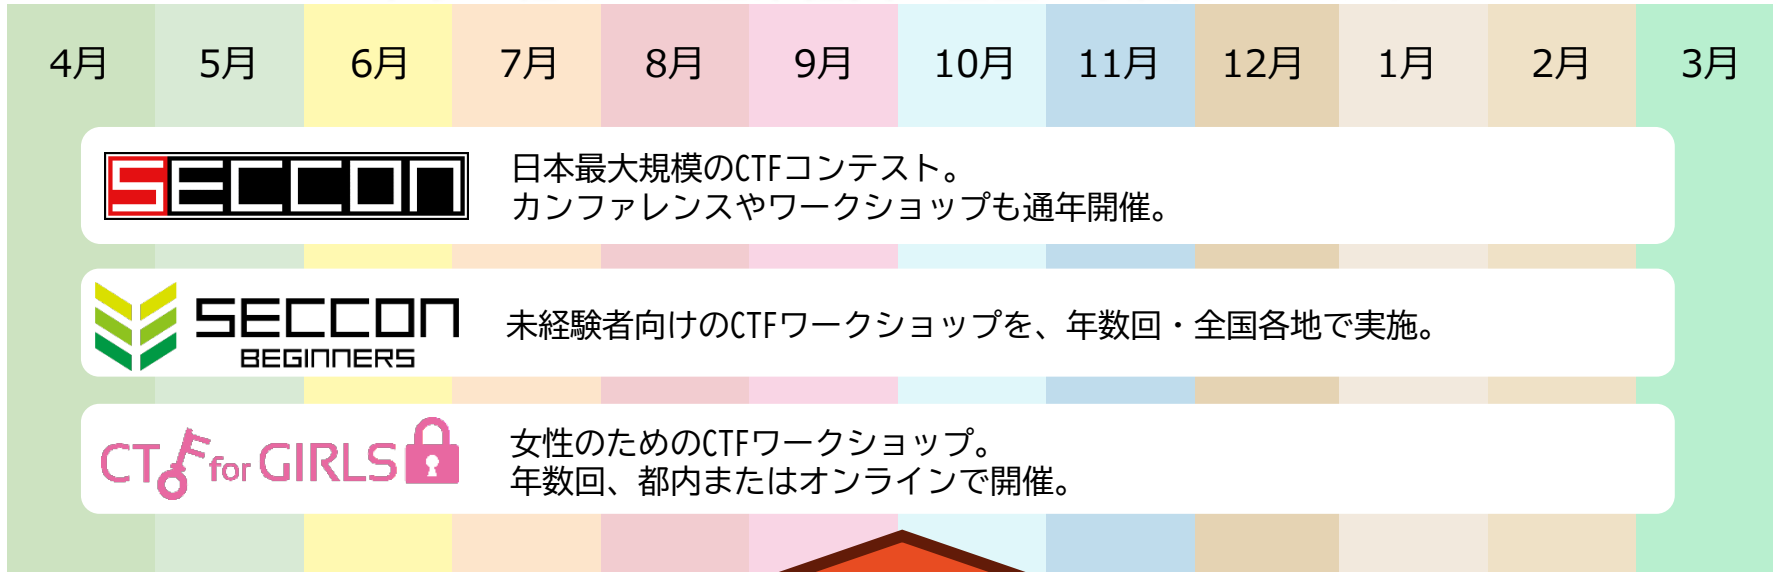 4月 5月 6月 7月 8月 9月 10月 11月 12月 1月 2月 3月
SECCON
日本最大規模のCTFコンテスト。
カンファレンスやワークショップも通年開催。
SECCON
BEGINNERS
未経験者向けのCTFワークショップを、年数回・全国各地で実施。
CTF for GIRLS
女性のためのCTFワークショップ。
年数回、都内またはオンラインで開催。